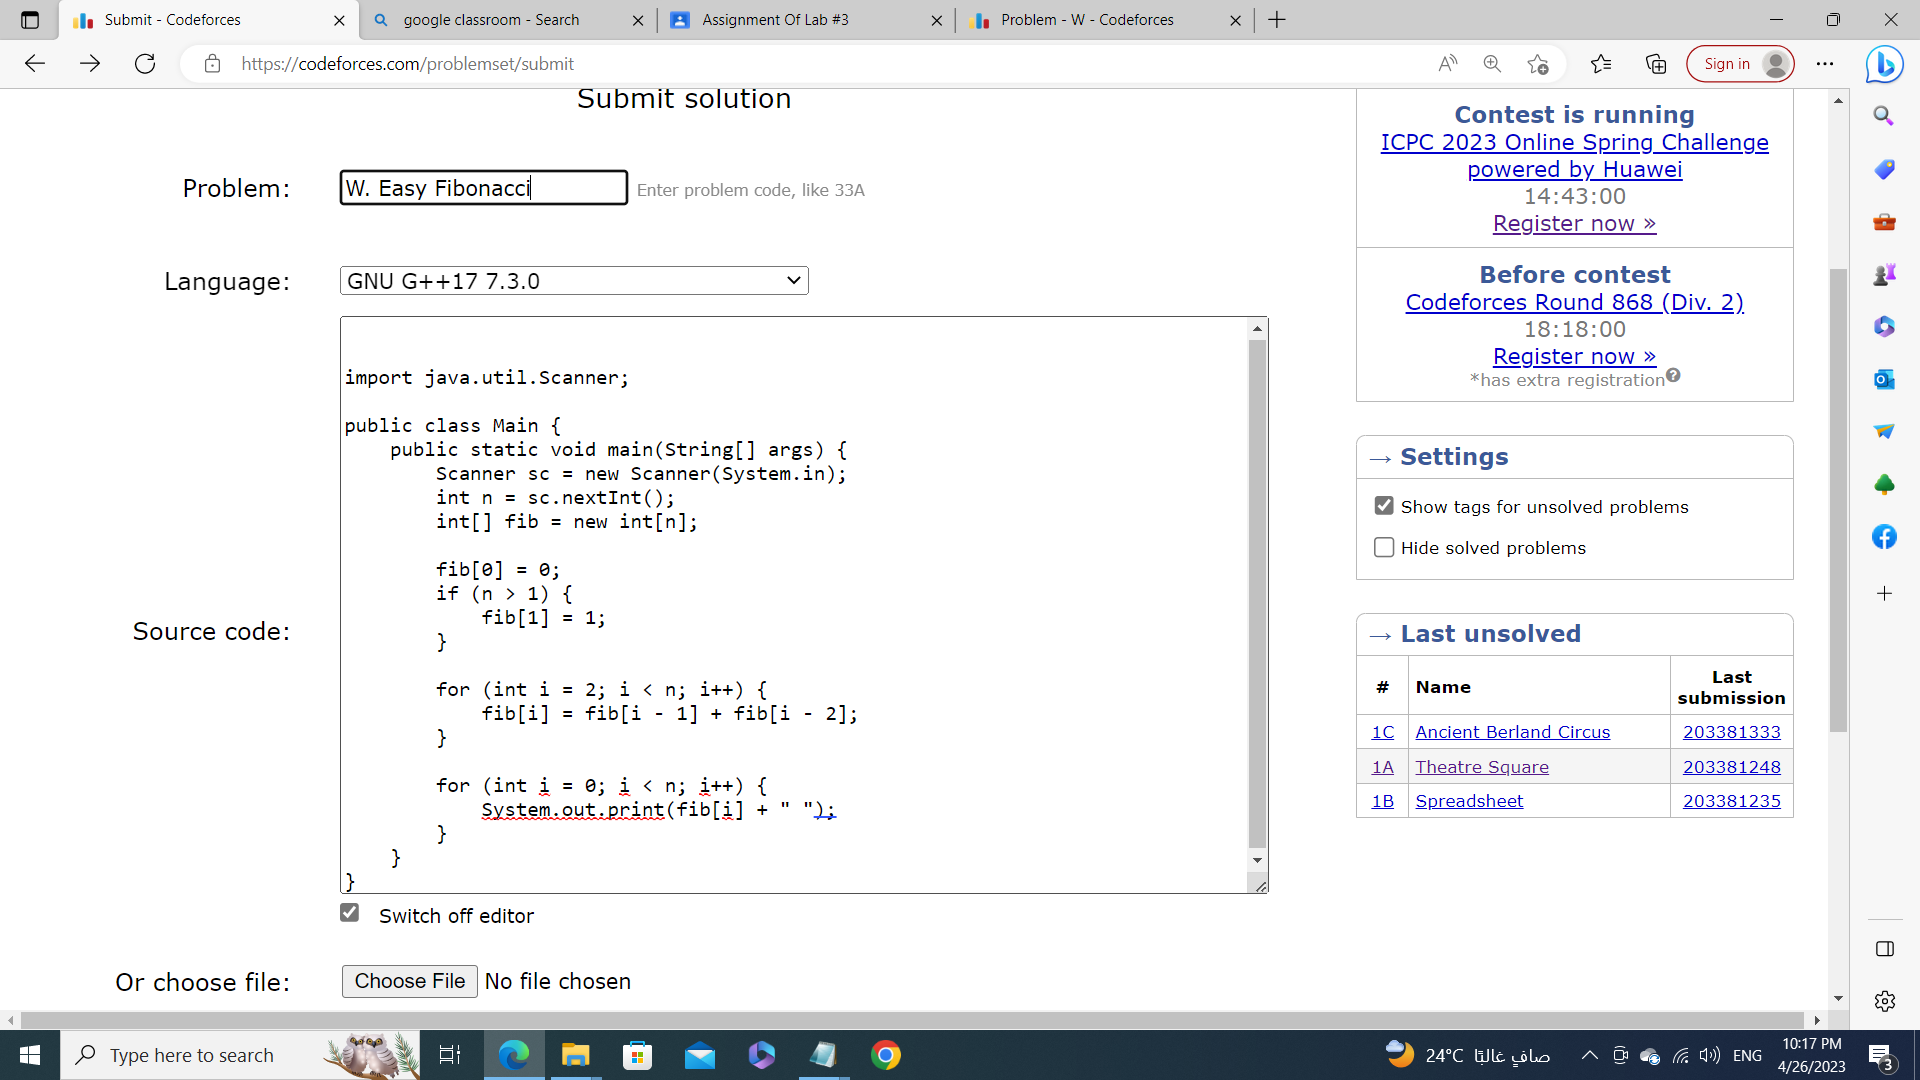 Submit - Codeforces
google classroom - Search
Assignment Of Lab #3
Problem - W - Codeforces
https://codeforces.com/problemset/submit
Sign in
Submit solution
Problem:
W. Easy Fibonacci
Enter problem code, like 33A
Language:
GNU G++17 7.3.0
Source code:
import java.util.Scanner;
public class Main {
public static void main(String[] args) {
Scanner sc = new Scanner(System.in);
int n = sc.nextInt();
int[] fib = new int[n];
fib[0] = 0;
if (n > 1) {
fib[1] = 1;
}
for (int i = 2; i < n; i++) {
fib[i] = fib[i - 1] + fib[i - 2];
}
for (int i = 0; i < n; i++) {
System.out.print(fib[i] + " ");
}
}
}
Switch off editor
Or choose file:
Choose File No file chosen
Contest is running
ICPC 2023 Online Spring Challenge
powered by Huawei
14:43:00
Register now »
Before contest
Codeforces Round 868 (Div. 2)
18:18:00
Register now »
*has extra registration?
→ Settings
Show tags for unsolved problems
Hide solved problems
→ Last unsolved
# Name Last submission
1C Ancient Berland Circus 203381333
1A Theatre Square 203381248
1B Spreadsheet 203381235
Type here to search
24°C صافٍ غالبًا
ENG
10:17 PM
4/26/2023
3